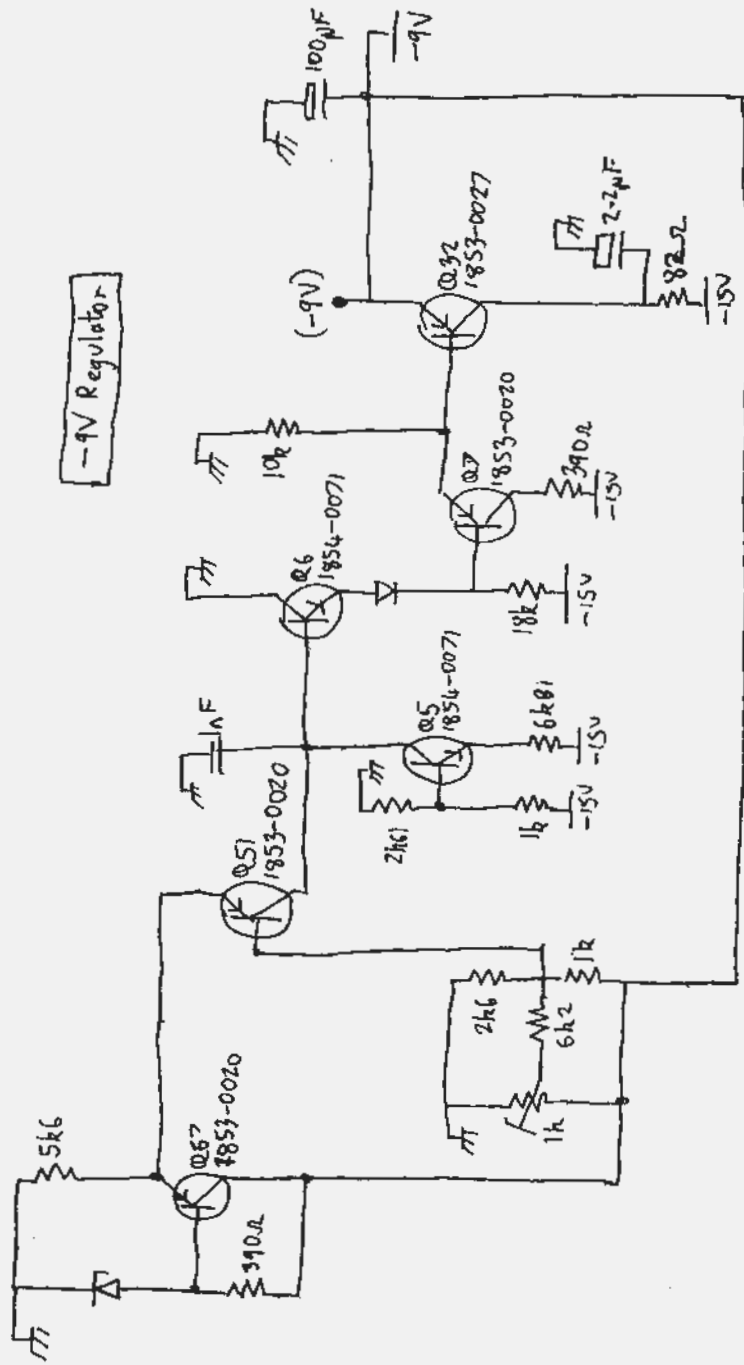 -9V Regulator
5k6
Q67
1853-0020
390Ω
Q51
1853-0020
2k6
1k
6k2
1k
1nF
Q5
1854-0071
2k61
1k
-15V
6k81
-15V
Q6
1854-0071
18k
-15V
10k
Q7
1853-0020
390Ω
-15V
(-9V)
Q32
1853-0027
2.2µF
82Ω
-15V
100µF
-9V